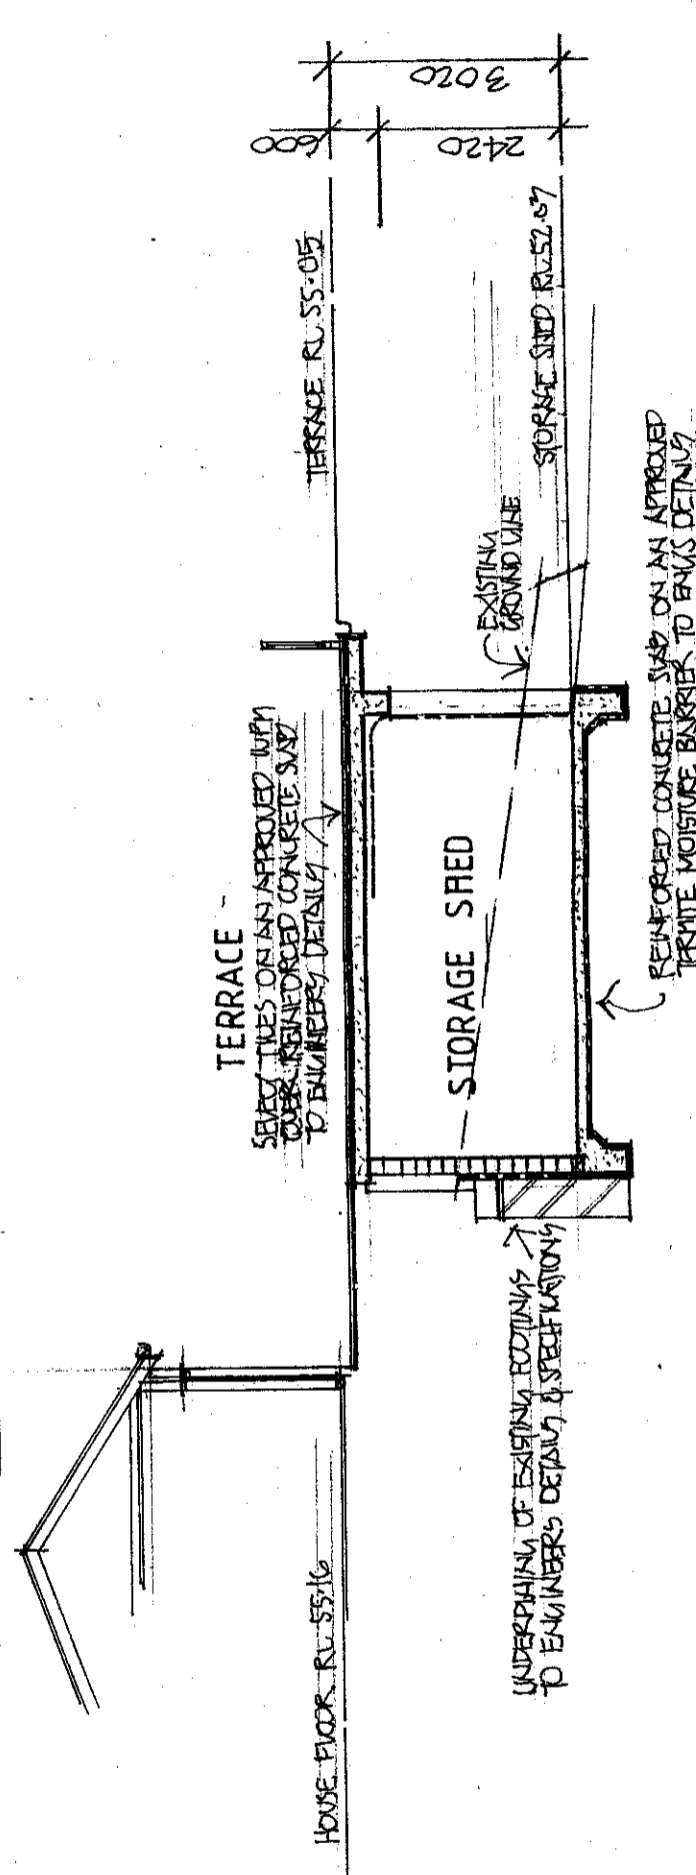 HOUSE FLOOR RL 55.16
TERRACE
SELECT TILES ON AN APPROVED WPM
OVER REINFORCED CONCRETE SLAB
TO ENGINEERS DETAILS
TERRACE RL 55.05
600
2420
3020
STORAGE SHED
EXISTING
GROUND LINE
STORAGE SHED RL 52.03
UNDERPINNING OF EXISTING FOOTINGS
TO ENGINEERS DETAILS & SPECIFICATIONS
REINFORCED CONCRETE SLAB ON AN APPROVED
TERMITE MOISTURE BARRIER TO ENG'S DETAILS